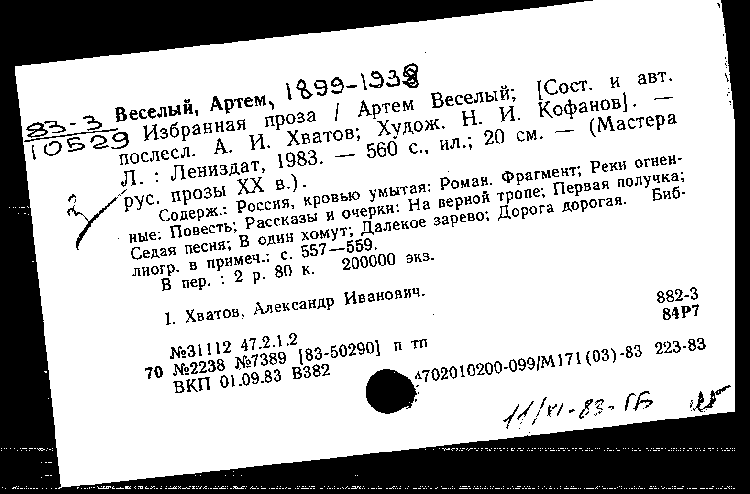 Веселый, Артем, 1899-1938
83-3
10529
Избранная проза / Артем Веселый; [Сост. и авт.
послесл. А. И. Хватов; Худож. Н. И. Кофанов]. —
Л. : Лениздат, 1983. — 560 с., ил.; 20 см. — (Мастера
рус. прозы XX в.).
Содерж.: Россия, кровью умытая: Роман. Фрагмент; Реки огнен-
ные: Повесть; Рассказы и очерки: На верной тропе; Первая получка;
Седая песня; В один хомут; Далекое зарево; Дорога дорогая. Биб-
лиогр. в примеч.: с. 557—559.
В пер. : 2 р. 80 к. 200000 экз.
1. Хватов, Александр Иванович.
882-3
84Р7
№31112 47.2.1.2
70 №2238 №7389 [83-50290] п тп
ВКП 01.09.83 В382
4702010200-099/М171(03)-83 223-83
11/XI-83-ГБ